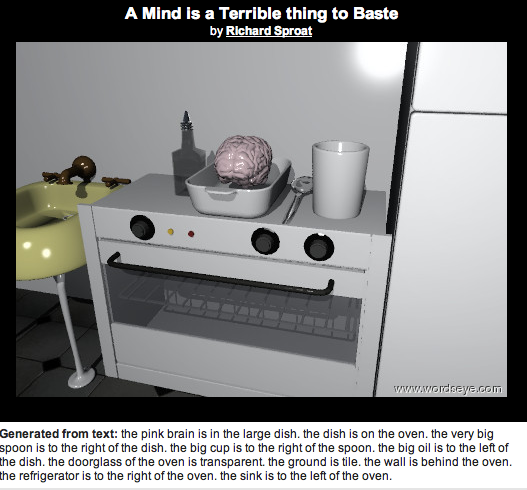 A Mind is a Terrible thing to Baste
by Richard Sproat
www.wordseye.com
Generated from text: the pink brain is in the large dish. the dish is on the oven. the very big
spoon is to the right of the dish. the big cup is to the right of the spoon. the big oil is to the left of
the dish. the doorglass of the oven is transparent. the ground is tile. the wall is behind the oven.
the refrigerator is to the right of the oven. the sink is to the left of the oven.